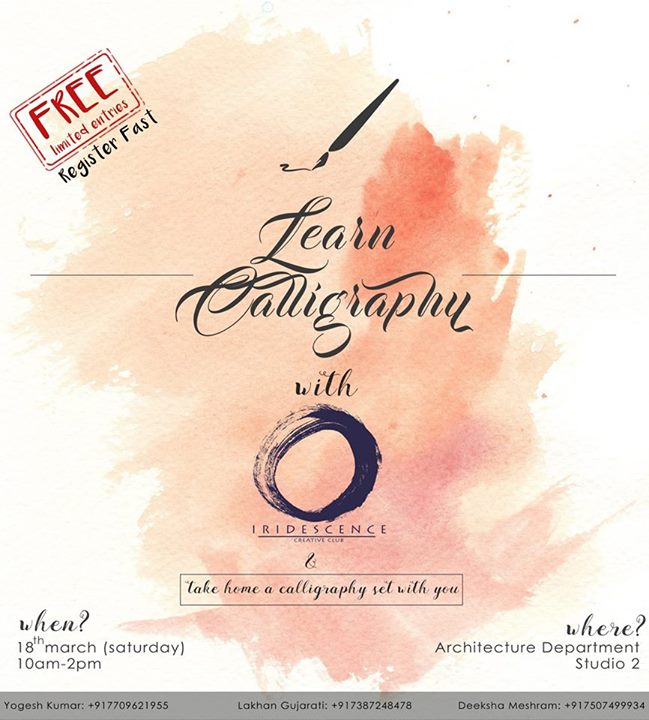 FREE
limited entries
Register Fast
Learn
Calligraphy
with
IRIDESCENCE
CREATIVE CLUB
&
take home a calligraphy set with you
when?
18th march (saturday)
10am-2pm
where?
Architecture Department
Studio 2
Yogesh Kumar: +917709621955 Lakhan Gujarati: +917387248478 Deeksha Meshram: +917507499934